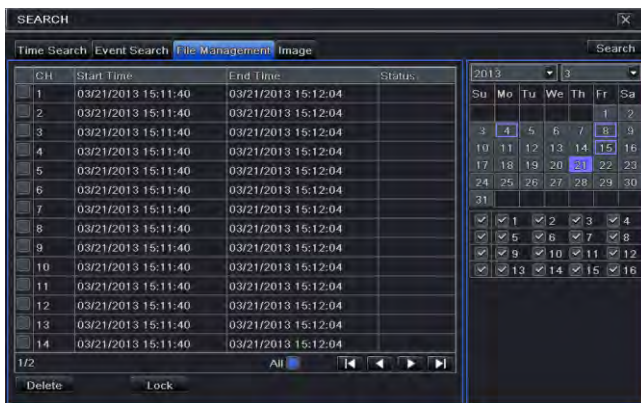 SEARCH
Time Search Event Search File Management Image Search
CH Start Time End Time Status
1 03/21/2013 15:11:40 03/21/2013 15:12:04
2 03/21/2013 15:11:40 03/21/2013 15:12:04
3 03/21/2013 15:11:40 03/21/2013 15:12:04
4 03/21/2013 15:11:40 03/21/2013 15:12:04
5 03/21/2013 15:11:40 03/21/2013 15:12:04
6 03/21/2013 15:11:40 03/21/2013 15:12:04
7 03/21/2013 15:11:40 03/21/2013 15:12:04
8 03/21/2013 15:11:40 03/21/2013 15:12:04
9 03/21/2013 15:11:40 03/21/2013 15:12:04
10 03/21/2013 15:11:40 03/21/2013 15:12:04
11 03/21/2013 15:11:40 03/21/2013 15:12:04
12 03/21/2013 15:11:40 03/21/2013 15:12:04
13 03/21/2013 15:11:40 03/21/2013 15:12:04
14 03/21/2013 15:11:40 03/21/2013 15:12:04
1/2 All
Delete Lock
2013 3
Su Mo Tu We Th Fr Sa
1 2
3 4 5 6 7 8 9
10 11 12 13 14 15 16
17 18 19 20 21 22 23
24 25 26 27 28 29 30
31
1 2 3 4
5 6 7 8
9 10 11 12
13 14 15 16